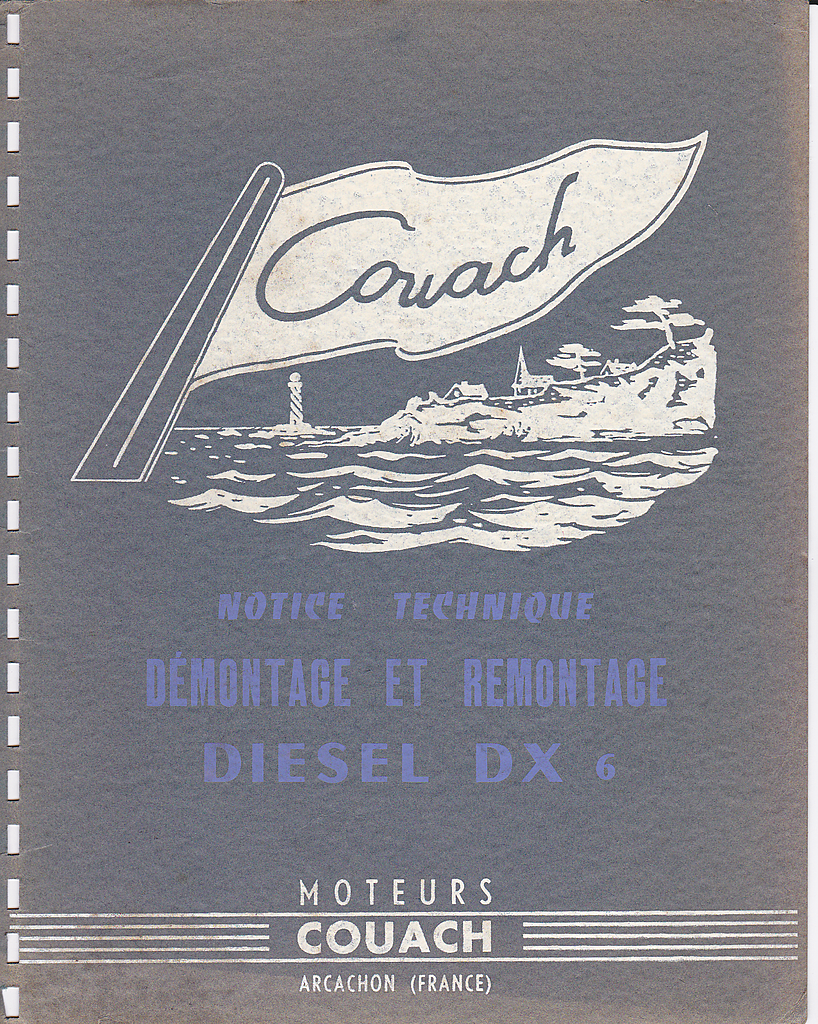 Couach
NOTICE TECHNIQUE
DÉMONTAGE ET REMONTAGE
DIESEL DX 6
MOTEURS
COUACH
ARCACHON (FRANCE)